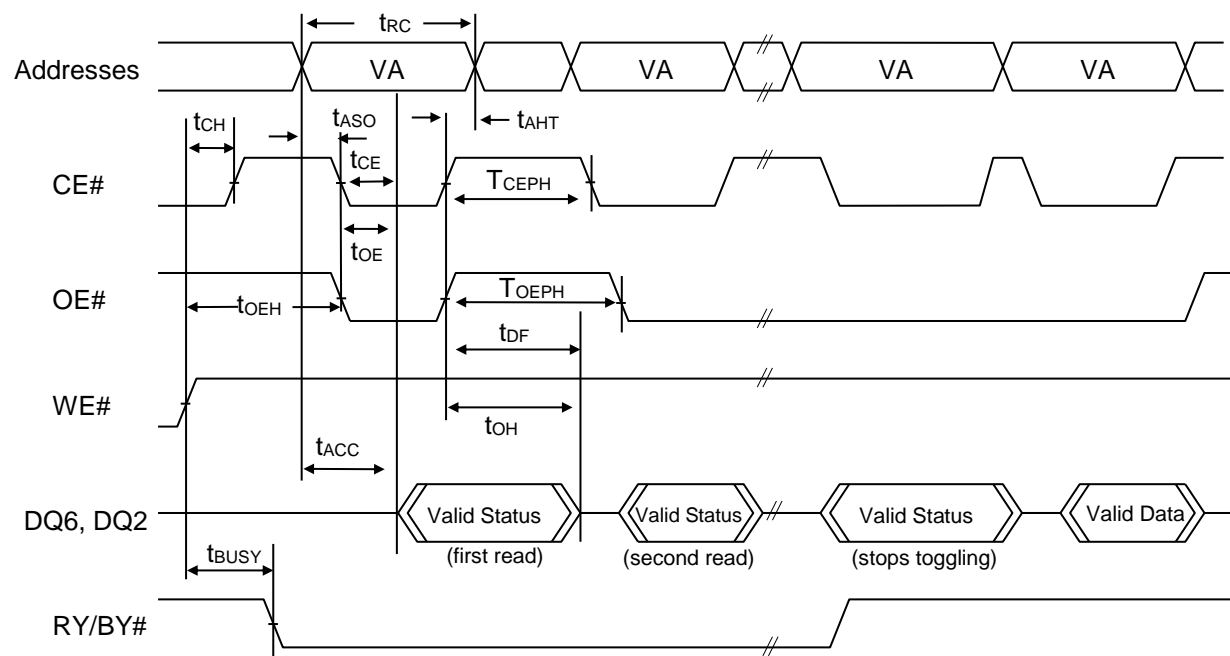 tRC
Addresses VA VA VA VA
tCH tASO tAHT
tCE
CE# TCEPH
tOE
OE# tOEH TOEPH
tDF
WE#
tOH
tACC
DQ6, DQ2 Valid Status Valid Status Valid Status Valid Data
(first read) (second read) (stops toggling)
tBUSY
RY/BY#